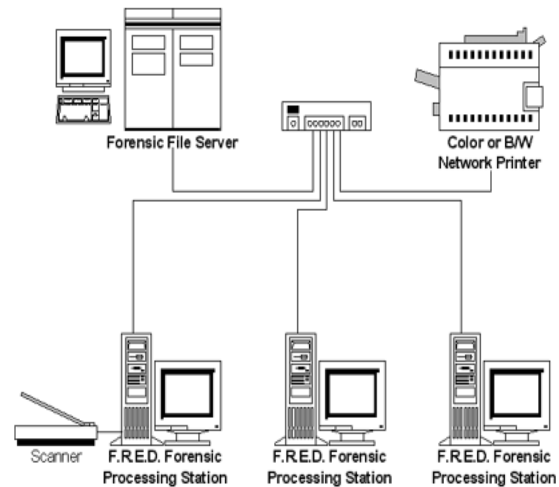 Forensic File Server
Color or B/W
Network Printer
Scanner
F.R.E.D. Forensic
Processing Station
F.R.E.D. Forensic
Processing Station
F.R.E.D. Forensic
Processing Station